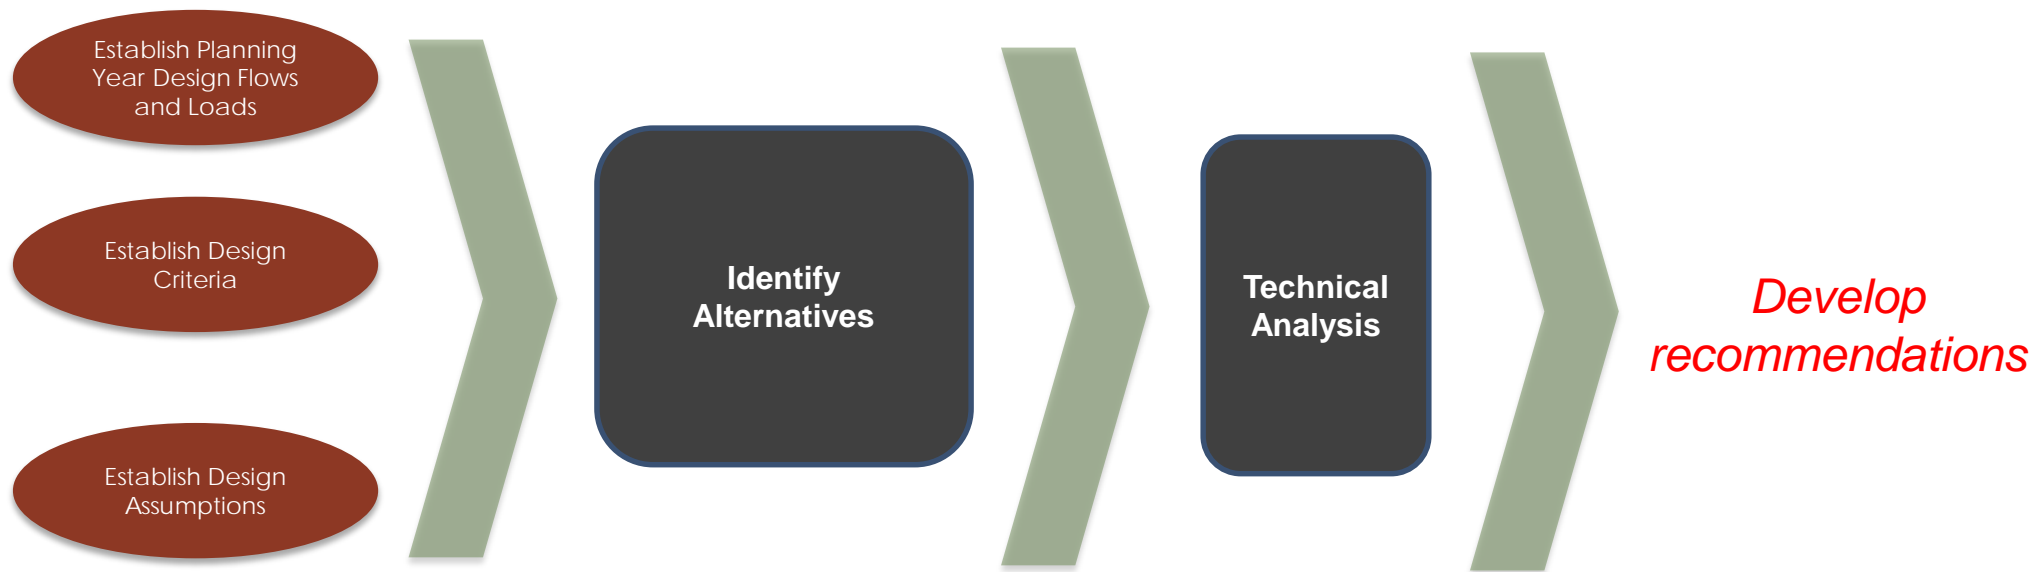 Establish Planning
Year Design Flows
and Loads
Establish Design
Criteria
Establish Design
Assumptions
Identify
Alternatives
Technical
Analysis
Develop
recommendations